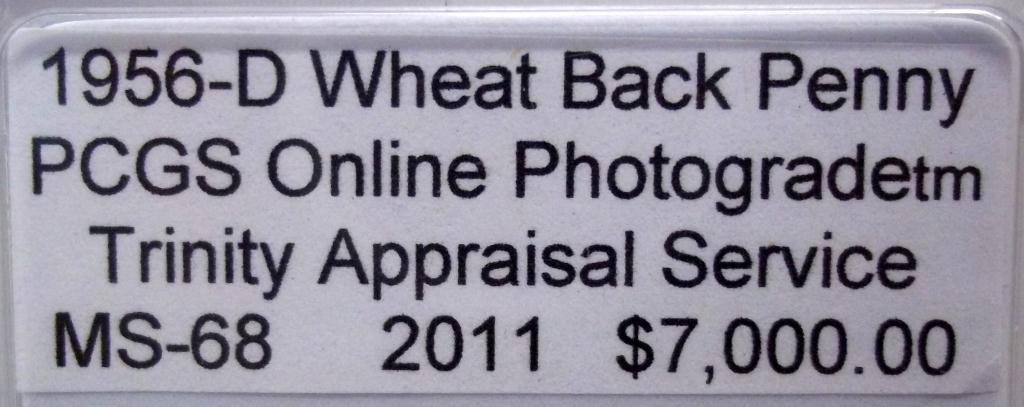 1956-D Wheat Back Penny
PCGS Online Photogradetm
Trinity Appraisal Service
MS-68 2011 $7,000.00